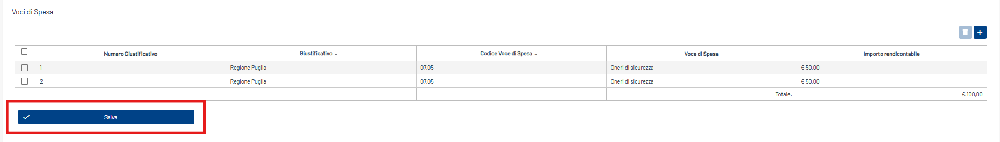 Voci di Spesa
Numero Giustificativo Giustificativo Codice Voce di Spesa Voce di Spesa Importo rendicontabile
1 Regione Puglia 07.05 Oneri di sicurezza € 50,00
2 Regione Puglia 07.05 Oneri di sicurezza € 50,00
Totale: € 100,00
Salva